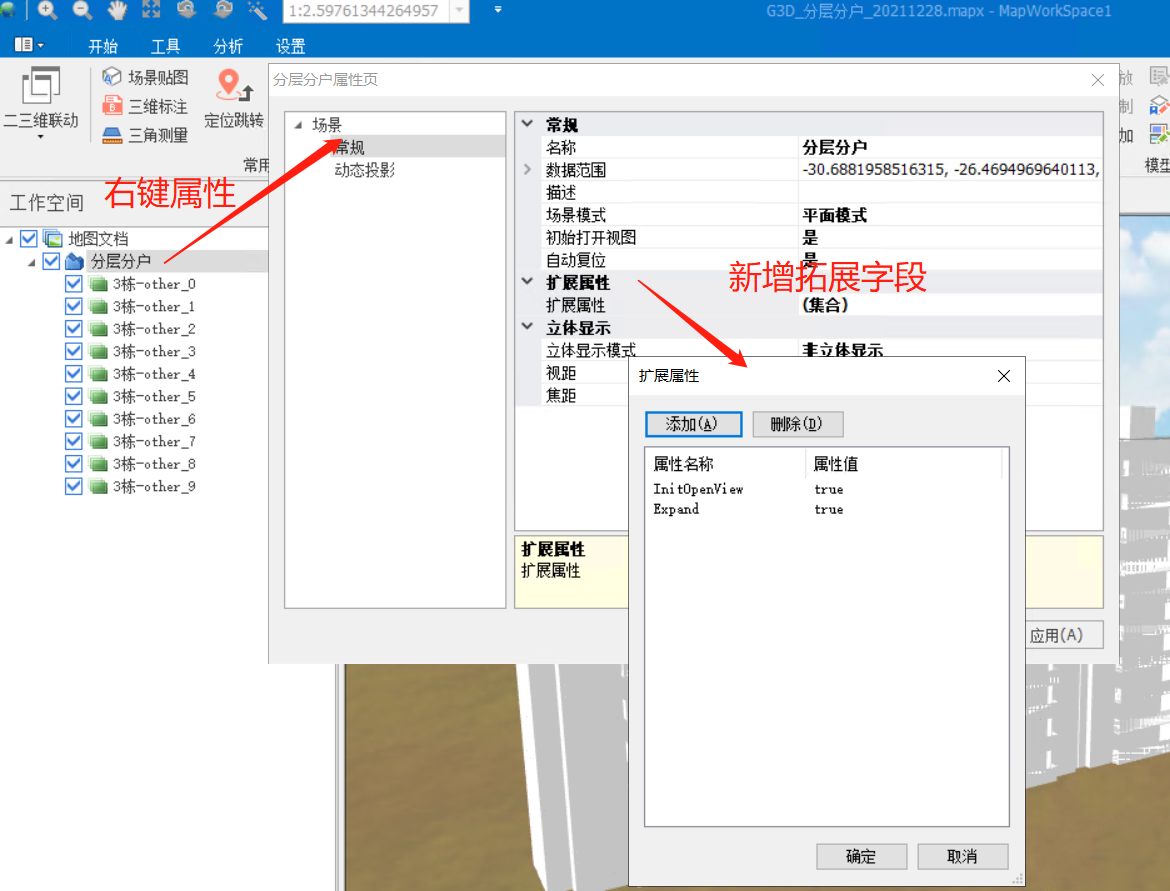 1:2.59761344264957
G3D_分层分户_20211228.mapx - MapWorkSpace1
开始
工具
分析
设置
二三维联动
场景贴图
三维标注
三角测量
定位跳转
常用
放
制
加
模型
工作空间
右键属性
地图文档
分层分户
3栋-other_0
3栋-other_1
3栋-other_2
3栋-other_3
3栋-other_4
3栋-other_5
3栋-other_6
3栋-other_7
3栋-other_8
3栋-other_9
分层分户属性页
场景
常规
动态投影
常规
名称 分层分户
数据范围 -30.6881958516315, -26.4694969640113,
描述
场景模式 平面模式
初始打开视图 是
自动复位 是
新增拓展字段
扩展属性
扩展属性 (集合)
立体显示
立体显示模式 非立体显示
视距
焦距
扩展属性
扩展属性
应用(A)
扩展属性
添加(A)
删除(D)
属性名称 属性值
InitOpenView true
Expand true
确定
取消